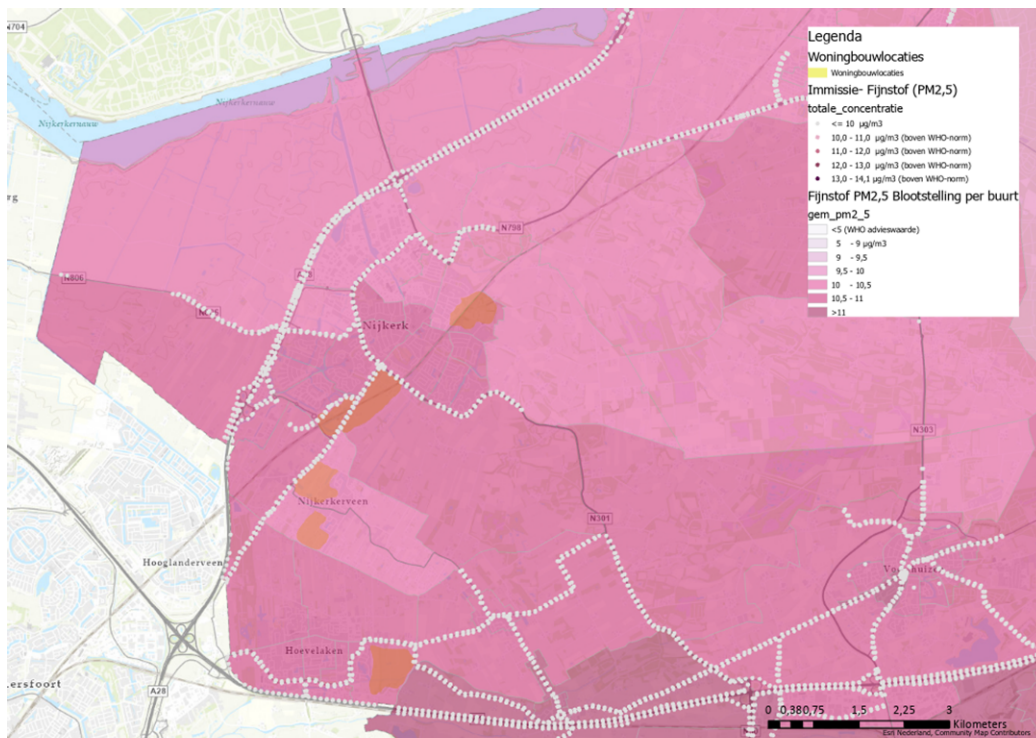 N704
Nijkerkernauw
Nijkerkernauw
N806
A28
N798
Nijkerk
Nijkerkerveen
N301
N303
Hooglanderveen
Hoevelaken
ersfoort
A28
Legenda
Woningbouwlocaties
Woningbouwlocaties
Immissie- Fijnstof (PM2,5)
totale_concentratie
<= 10 µg/m3
10,0 - 11,0 µg/m3 (boven WHO-norm)
11,0 - 12,0 µg/m3 (boven WHO-norm)
12,0 - 13,0 µg/m3 (boven WHO-norm)
13,0 - 14,1 µg/m3 (boven WHO-norm)
Fijnstof PM2,5 Blootstelling per buurt
gem_pm2_5
<5 (WHO advieswaarde)
5 - 9 µg/m3
9 - 9,5
9,5 - 10
10 - 10,5
10,5 - 11
>11
0 0,380,75 1,5 2,25 3
Kilometers
Esri Nederland, Community Map Contributors